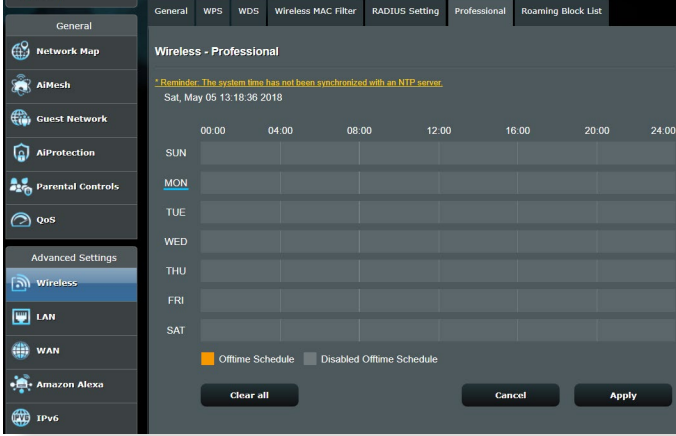 General WPS WDS Wireless MAC Filter RADIUS Setting Professional Roaming Block List
General
Network Map
AiMesh
Guest Network
AiProtection
Parental Controls
QoS
Advanced Settings
Wireless
LAN
WAN
Amazon Alexa
IPv6
Wireless - Professional
* Reminder: The system time has not been synchronized with an NTP server.
Sat, May 05 13:18:36 2018
00:00 04:00 08:00 12:00 16:00 20:00 24:00
SUN
MON
TUE
WED
THU
FRI
SAT
Offtime Schedule Disabled Offtime Schedule
Clear all Cancel Apply